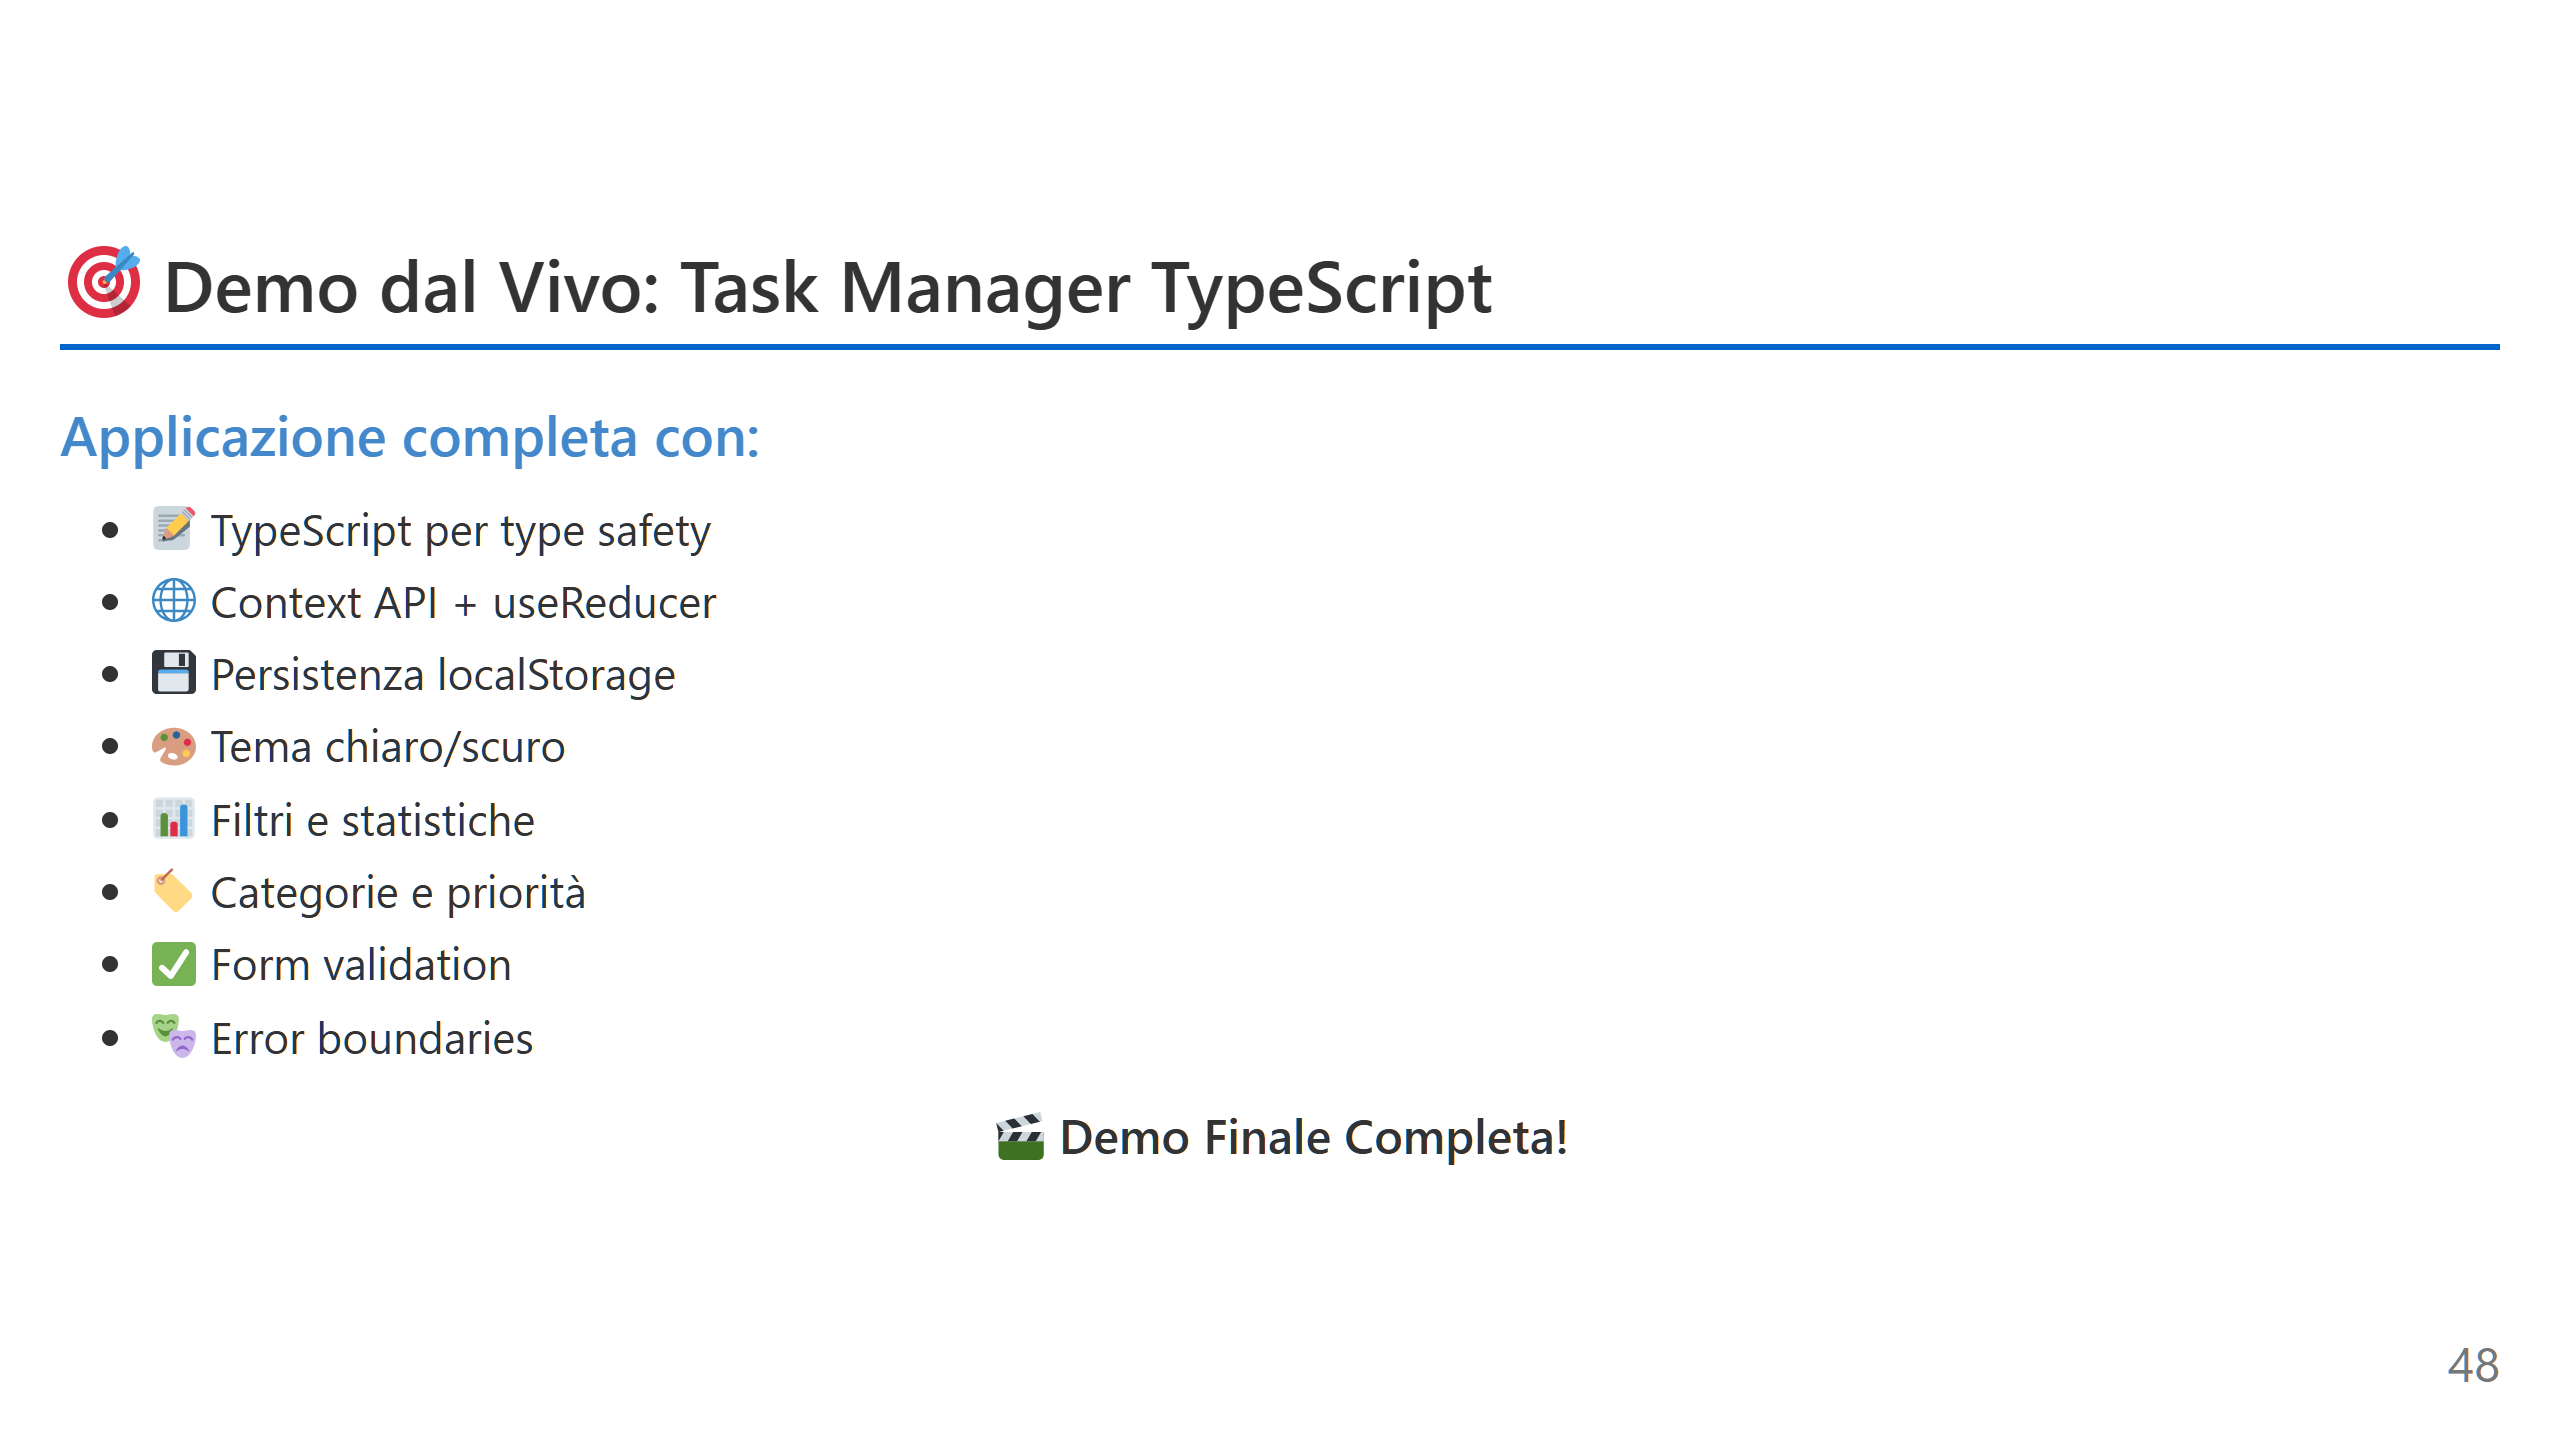 🎯 Demo dal Vivo: Task Manager TypeScript
Applicazione completa con:
• 📝 TypeScript per type safety
• 🌐 Context API + useReducer
• 💾 Persistenza localStorage
• 🎨 Tema chiaro/scuro
• 📊 Filtri e statistiche
• 🏷️ Categorie e priorità
• ✅ Form validation
• 🎭 Error boundaries
🎬 Demo Finale Completa!
48